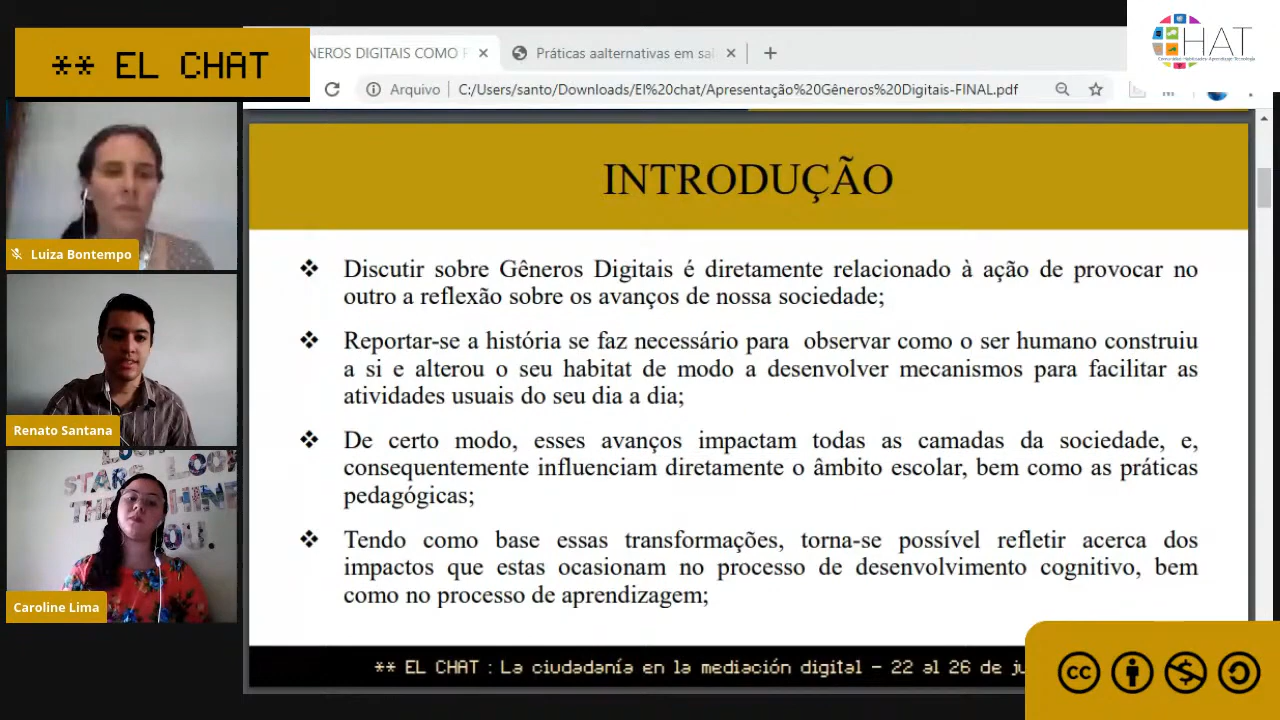 ** EL CHAT
NEROS DIGITAIS COMO
Práticas aalternativas em sal
CHAT
Arquivo
C:/Users/santo/Downloads/El%20chat/Apresentação%20Gêneros%20Digitais-FINAL.pdf
INTRODUÇÃO
Discutir sobre Gêneros Digitais é diretamente relacionado à ação de provocar no
outro a reflexão sobre os avanços de nossa sociedade;
Reportar-se a história se faz necessário para observar como o ser humano construiu
a si e alterou o seu habitat de modo a desenvolver mecanismos para facilitar as
atividades usuais do seu dia a dia;
De certo modo, esses avanços impactam todas as camadas da sociedade, e,
consequentemente influenciam diretamente o âmbito escolar, bem como as práticas
pedagógicas;
Tendo como base essas transformações, torna-se possível refletir acerca dos
impactos que estas ocasionam no processo de desenvolvimento cognitivo, bem
como no processo de aprendizagem;
** EL CHAT : La ciudadanía en la mediación digital – 22 al 26 de ju
Luiza Bontempo
Renato Santana
STARS
YOU.
Caroline Lima
cc